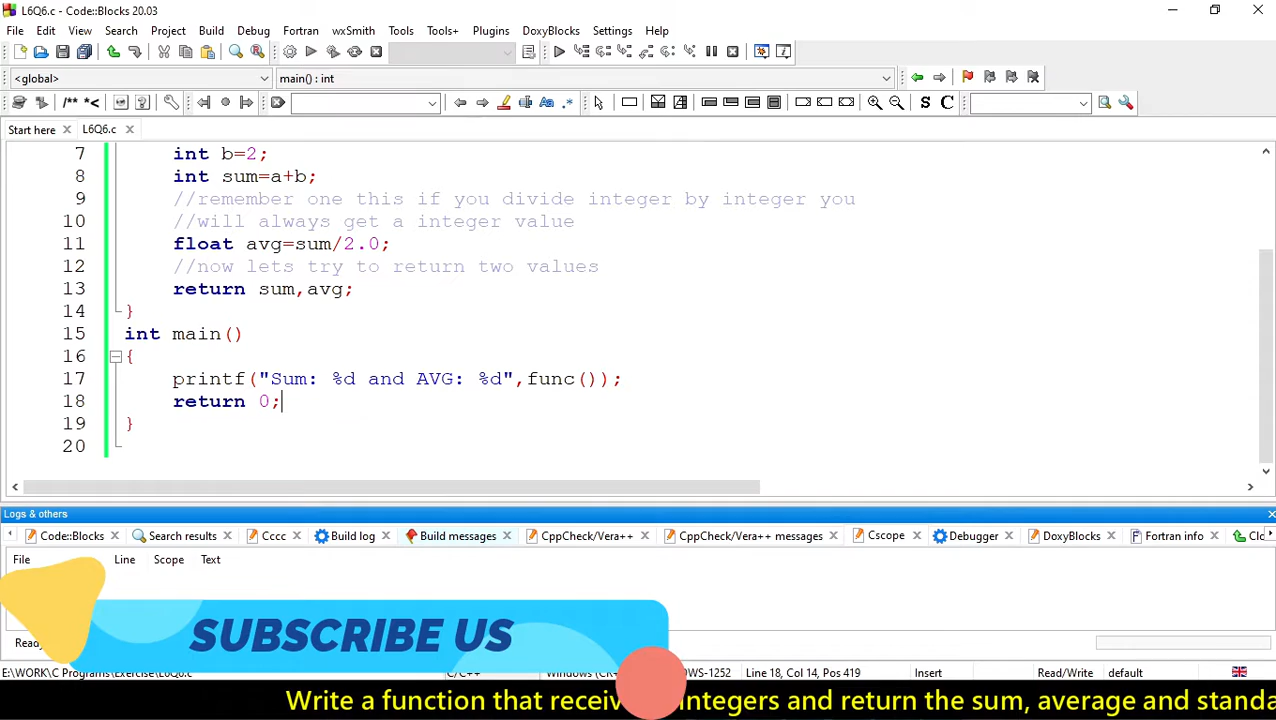 L6Q6.c - Code::Blocks 20.03
File Edit View Search Project Build Debug Fortran wxSmith Tools Tools+ Plugins DoxyBlocks Settings Help
<global> main() : int
/** *<
S C
Start here L6Q6.c
7 int b=2;
8 int sum=a+b;
9 //remember one this if you divide integer by integer you
10 //will always get a integer value
11 float avg=sum/2.0;
12 //now lets try to return two values
13 return sum,avg;
14 }
15 int main()
16 {
17 printf("Sum: %d and AVG: %d",func());
18 return 0;
19 }
20
Logs & others
Code::Blocks Search results Cccc Build log Build messages CppCheck/Vera++ CppCheck/Vera++ messages Cscope Debugger DoxyBlocks Fortran info Clo
File Line Scope Text
SUBSCRIBE US
E:\WORK\C Programs\Exercise\L6Q6.c C/C++ Line 18, Col 14, Pos 419 Insert Read/Write default
Write a function that receiv integers and return the sum, average and standa